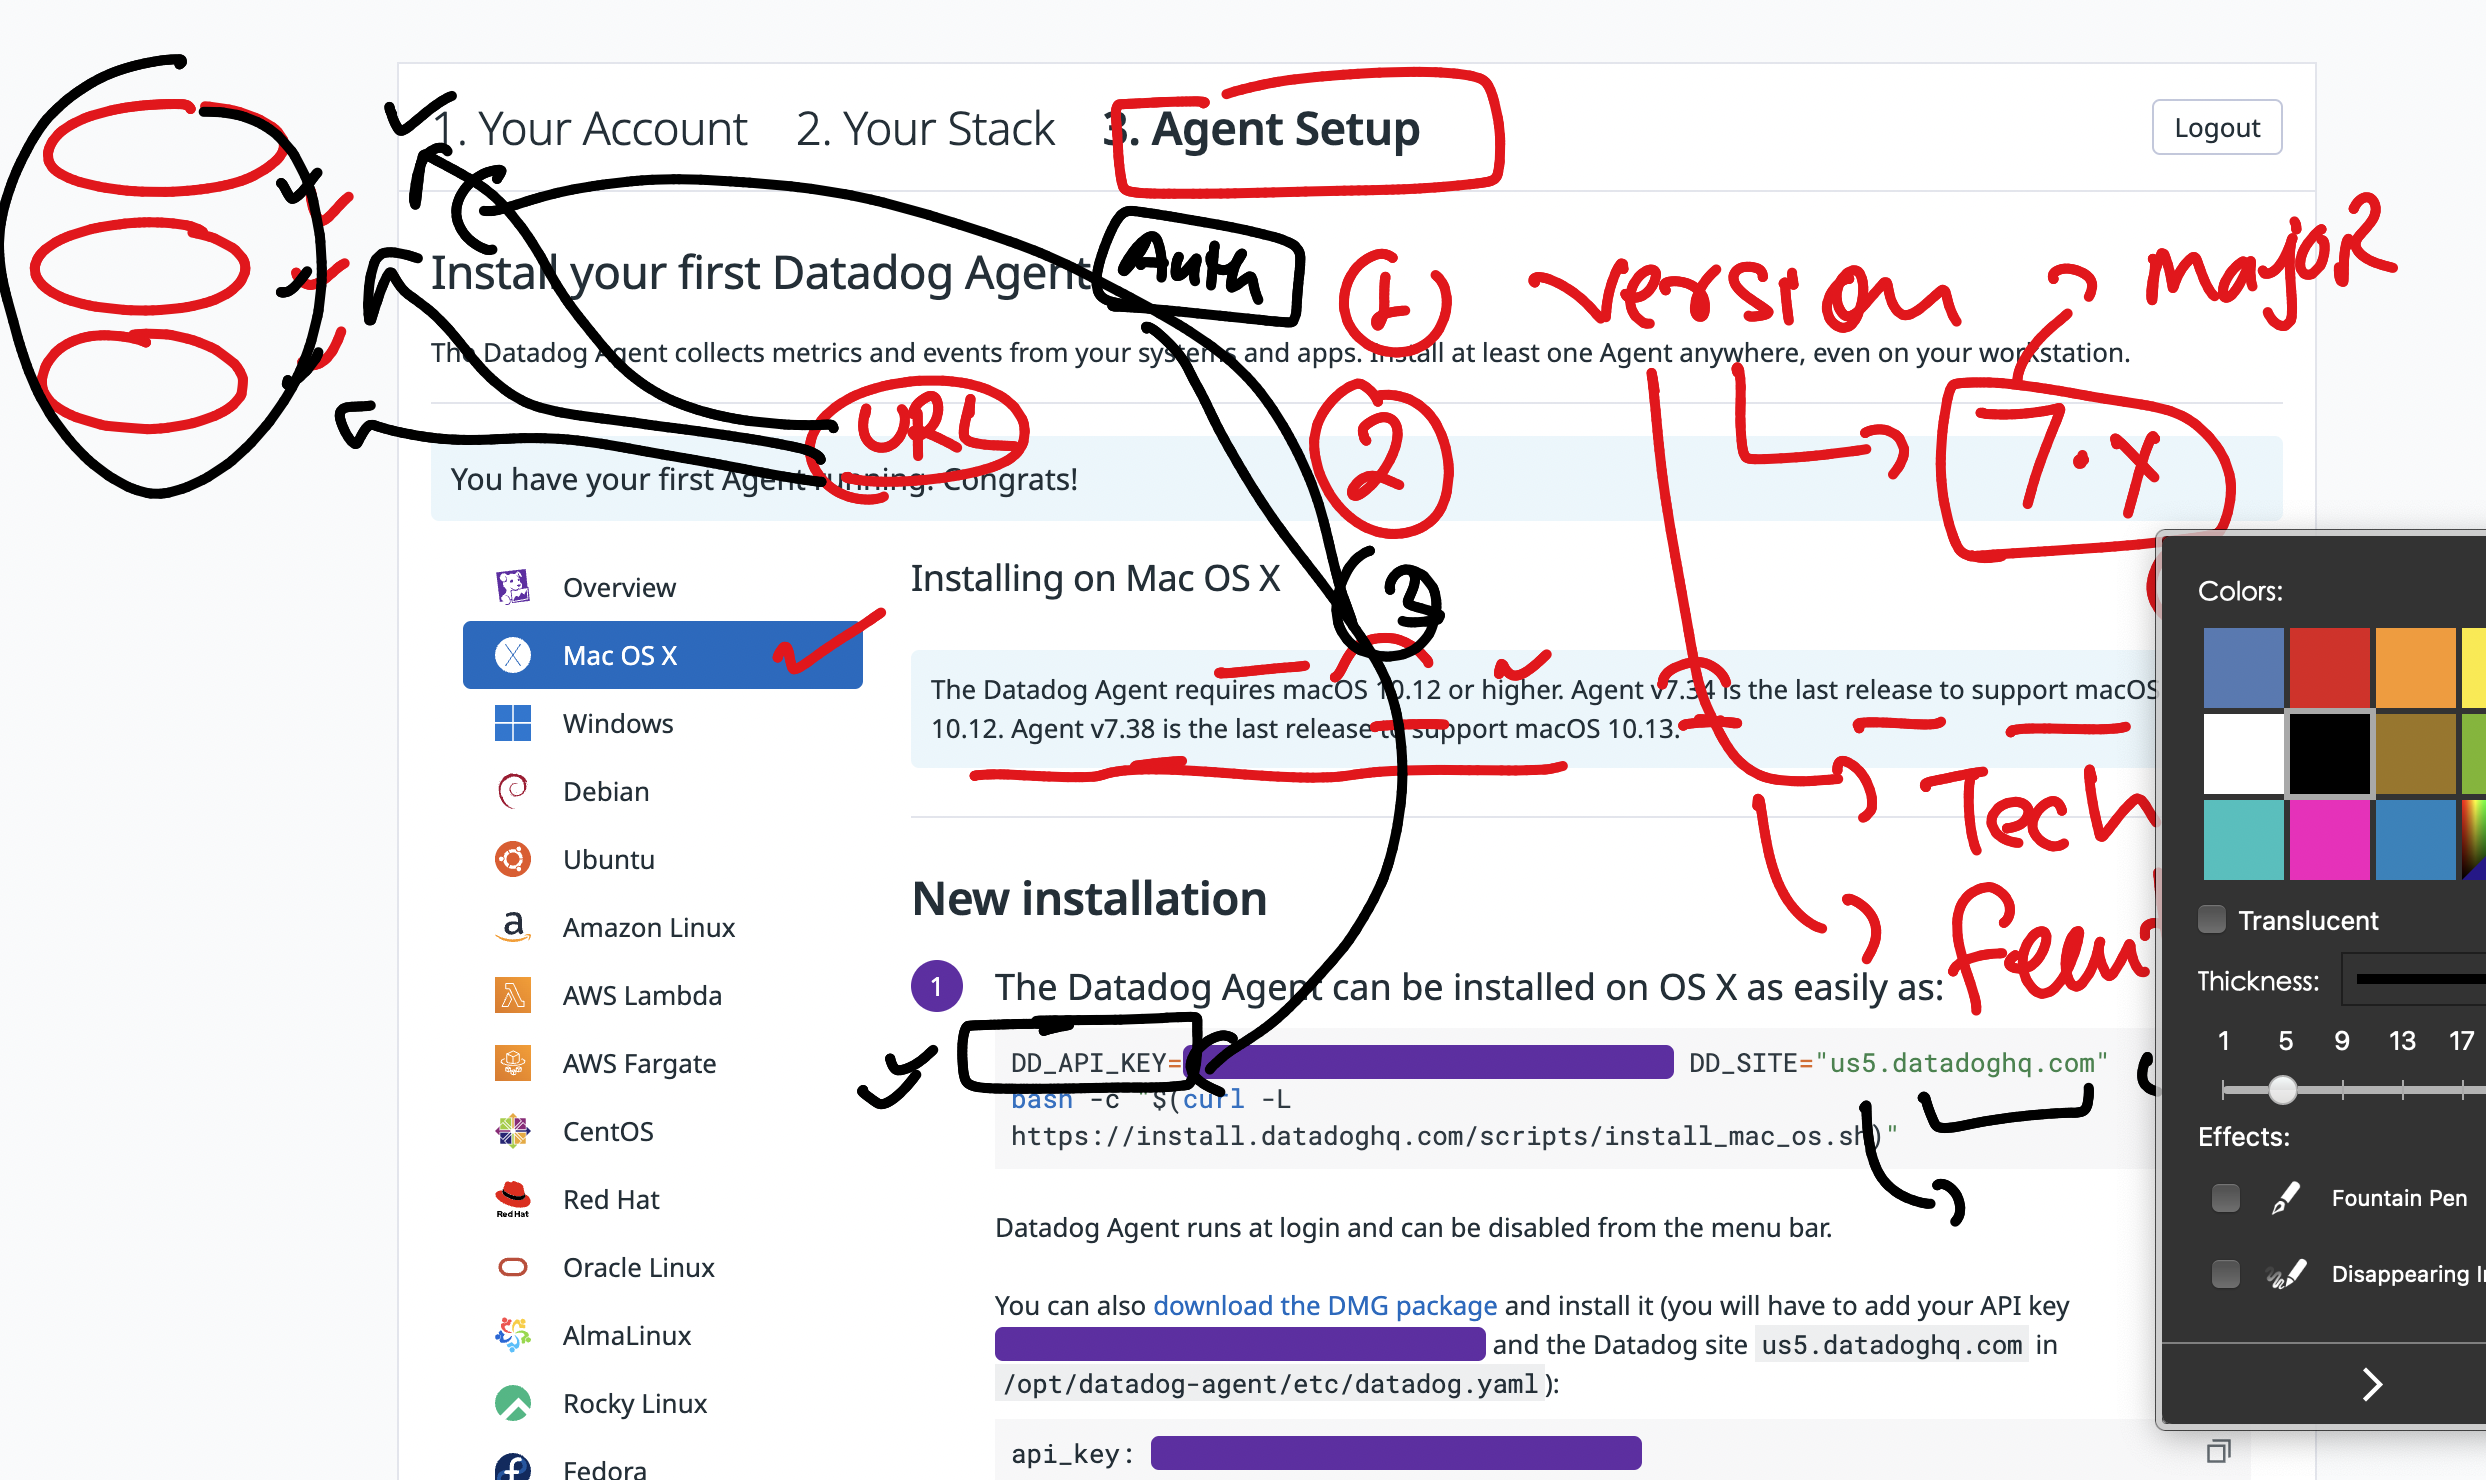 1. Your Account 2. Your Stack 3. Agent Setup
Logout
Install your first Datadog Agent
Auth
1 version major
The Datadog Agent collects metrics and events from your systems and apps. Install at least one Agent anywhere, even on your workstation.
URL
2
7.x
You have your first Agent running. Congrats!
Installing on Mac OS X
3
The Datadog Agent requires macOS 10.12 or higher. Agent v7.34 is the last release to support macOS
10.12. Agent v7.38 is the last release to support macOS 10.13.
Tech
New installation
1 The Datadog Agent can be installed on OS X as easily as:
DD_API_KEY= DD_SITE="us5.datadoghq.com"
bash -c "$(curl -L
https://install.datadoghq.com/scripts/install_mac_os.sh)"
Datadog Agent runs at login and can be disabled from the menu bar.
You can also download the DMG package and install it (you will have to add your API key
and the Datadog site us5.datadoghq.com in
/opt/datadog-agent/etc/datadog.yaml ):
api_key:
Overview
Mac OS X
Windows
Debian
Ubuntu
Amazon Linux
AWS Lambda
AWS Fargate
CentOS
Red Hat
Red Hat
Oracle Linux
AlmaLinux
Rocky Linux
Fedora
Colors:
Translucent
Thickness:
1 5 9 13 17
Effects:
Fountain Pen
Disappearing